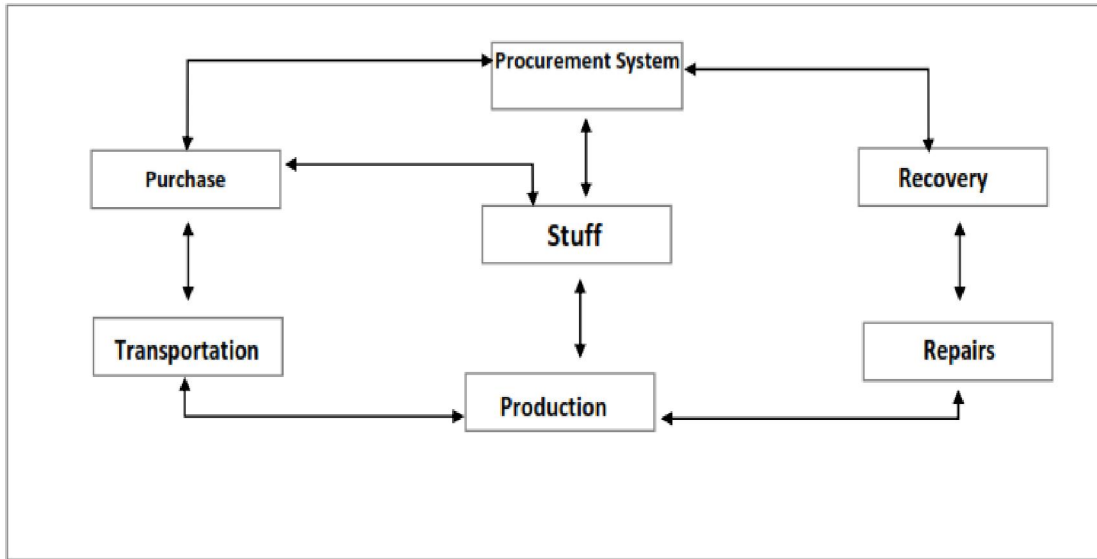 Procurement System
Purchase
Recovery
Stuff
Transportation
Repairs
Production